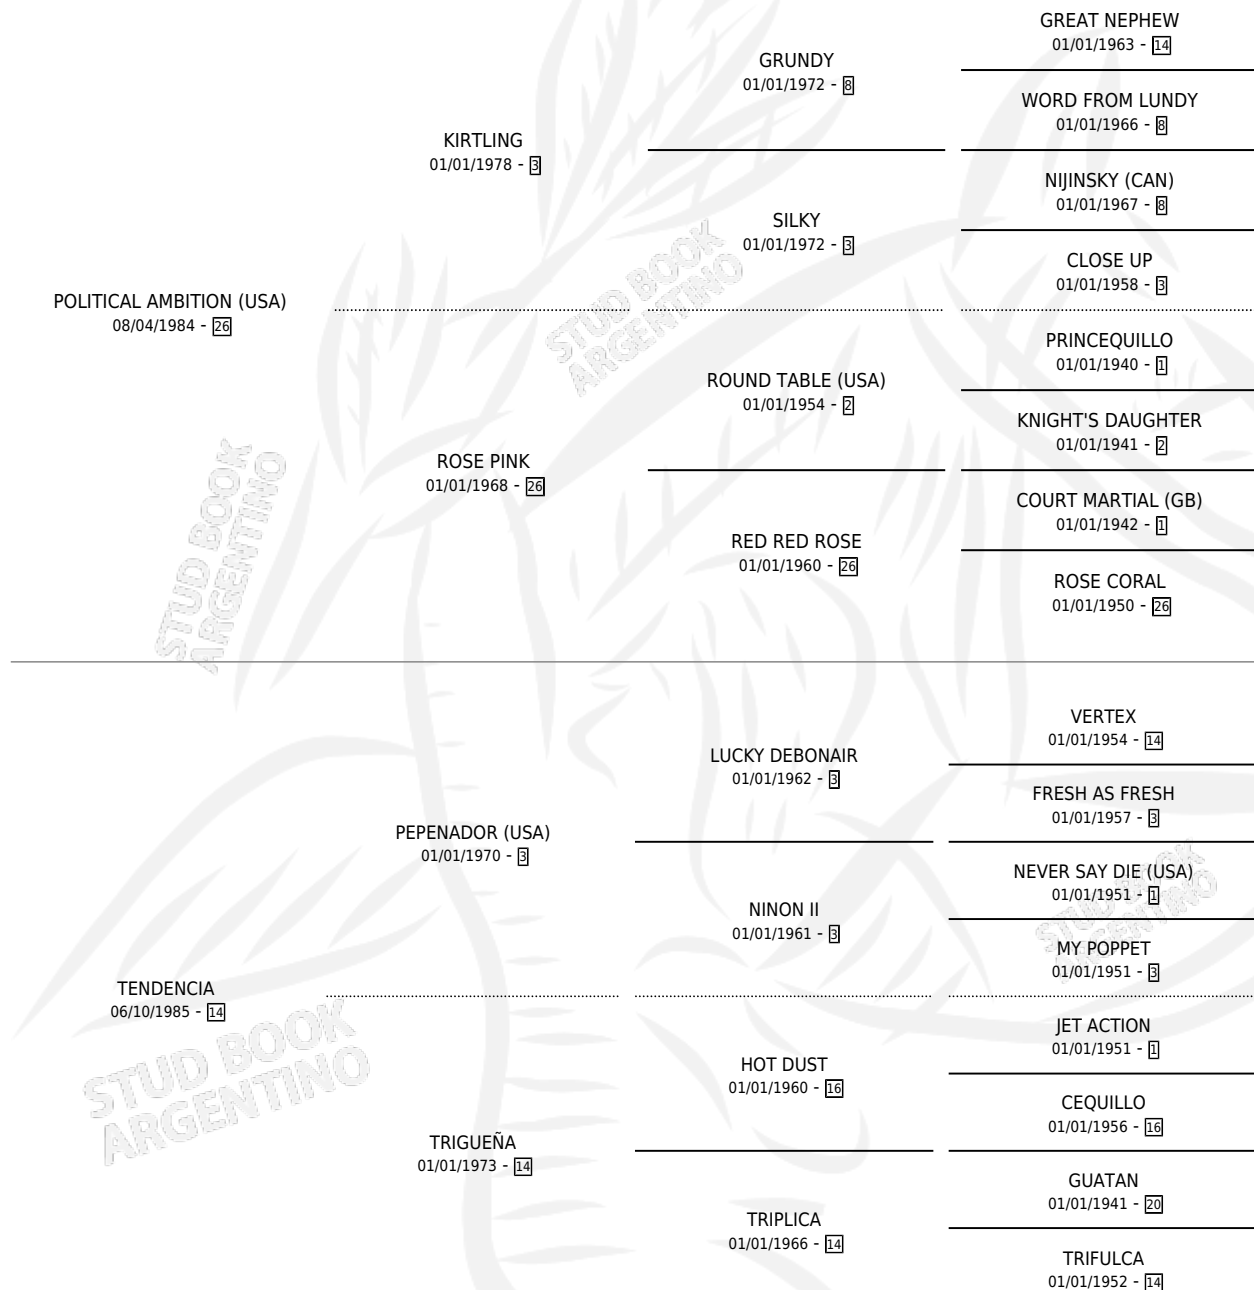 GREAT NEPHEW
01/01/1963 - 14
GRUNDY
01/01/1972 - 8
WORD FROM LUNDY
01/01/1966 - 8
KIRTLING
01/01/1978 - 3
NIJINSKY (CAN)
01/01/1967 - 8
SILKY
01/01/1972 - 3
CLOSE UP
01/01/1958 - 3
POLITICAL AMBITION (USA)
08/04/1984 - 26
PRINCEQUILLO
01/01/1940 - 1
ROUND TABLE (USA)
01/01/1954 - 2
KNIGHT'S DAUGHTER
01/01/1941 - 2
ROSE PINK
01/01/1968 - 26
COURT MARTIAL (GB)
01/01/1942 - 1
RED RED ROSE
01/01/1960 - 26
ROSE CORAL
01/01/1950 - 26
STUD BOOK
ARGENTINO
STUD BOOK
ARGENTINO
VERTEX
01/01/1954 - 14
LUCKY DEBONAIR
01/01/1962 - 3
FRESH AS FRESH
01/01/1957 - 3
PEPENADOR (USA)
01/01/1970 - 3
NEVER SAY DIE (USA)
01/01/1951 - 1
NINON II
01/01/1961 - 3
MY POPPET
01/01/1951 - 3
TENDENCIA
06/10/1985 - 14
JET ACTION
01/01/1951 - 1
HOT DUST
01/01/1960 - 16
CEQUILLO
01/01/1956 - 16
TRIGUEÑA
01/01/1973 - 14
GUATAN
01/01/1941 - 20
TRIPLICA
01/01/1966 - 14
TRIFULCA
01/01/1952 - 14
STUD BOOK
ARGENTINO
STUD BOOK
ARGENTINO